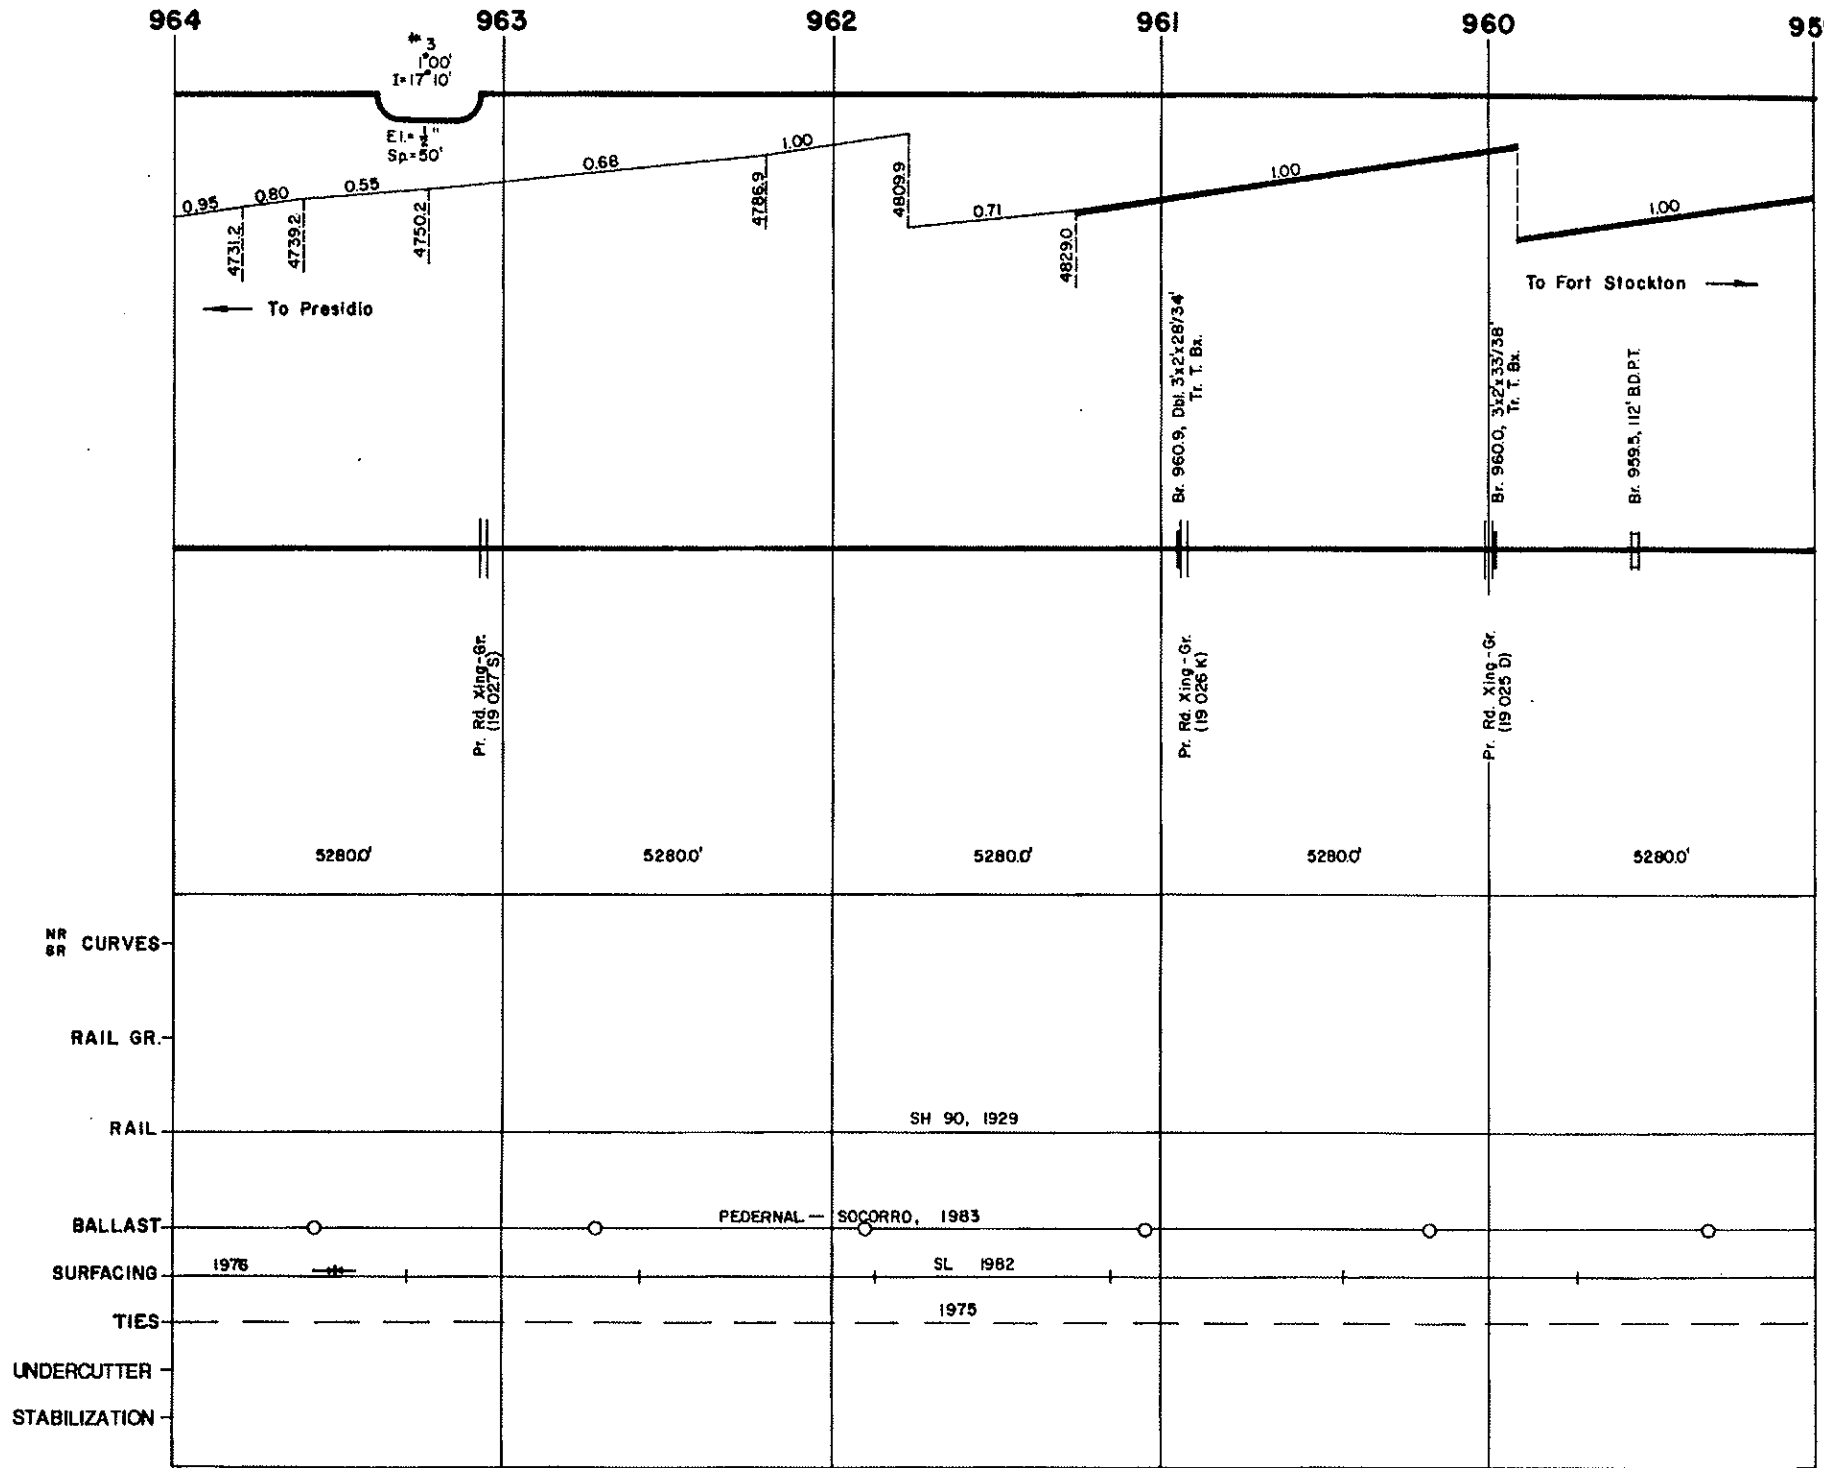 964 963 962 961 960
#3
1°00'
I=17°10'
Sp.=50'
0.95 0.80 0.55 0.68 1.00 0.71 1.00 1.00
4731.2 4739.2 4750.2 4786.9 4809.9 4829.0
To Presidio
To Fort Stockton
Br. 960.9, Dbl. 3'x2'x28'/34'
Tr. T. Bx.
Br. 960.0, 3'x2'x33'/38'
Tr. T. Bx.
Br. 959.5, 112' B.D.P.T.
Pr. Rd. Xing-Gr.
(19 027 S)
Pr. Rd. Xing-Gr.
(19 026 K)
Pr. Rd. Xing-Gr.
(19 025 D)
5280.0' 5280.0' 5280.0' 5280.0' 5280.0'
NR
SR CURVES
RAIL GR.
RAIL
SH 90, 1929
BALLAST
PEDERNAL — SOCORRO, 1983
SURFACING
1976
SL 1982
TIES
1975
UNDERCUTTER
STABILIZATION